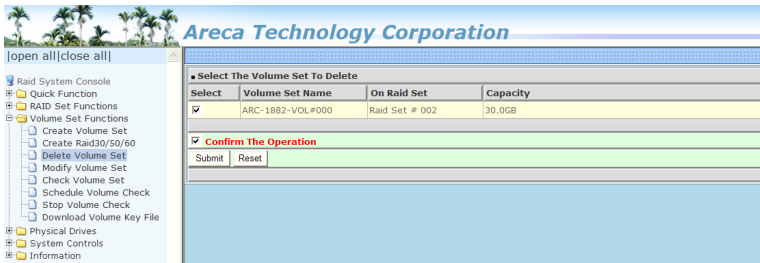 Areca Technology Corporation
|open all|close all|
Raid System Console
Quick Function
RAID Set Functions
Volume Set Functions
Create Volume Set
Create Raid30/50/60
Delete Volume Set
Modify Volume Set
Check Volume Set
Schedule Volume Check
Stop Volume Check
Download Volume Key File
Physical Drives
System Controls
Information
Select The Volume Set To Delete
Select Volume Set Name On Raid Set Capacity
ARC-1882-VOL#000 Raid Set # 002 30.0GB
Confirm The Operation
Submit Reset